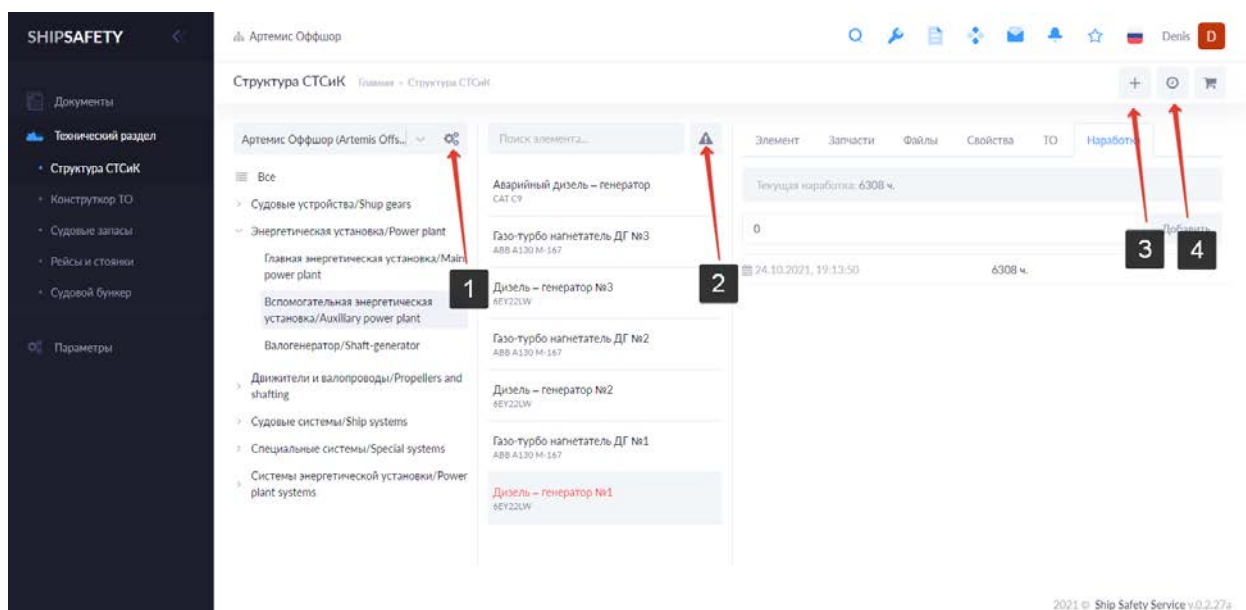 SHIPSAFETY
Артемис Оффшор
Denis D
Структура СТСиК Главная - Структура СТСиК
Документы
Технический раздел
Структура СТСиК
Конструткор ТО
Судовые запасы
Рейсы и стоянки
Судовой бункер
Параметры
Артемис Оффшор (Artemis Offs...
Все
Судовые устройства/Shup gears
Энергетическая установка/Power plant
Главная энергетическая установка/Main
power plant
Вспомогательная энергетическая
установка/Auxillary power plant
Валогенератор/Shaft-generator
Движители и валопроводы/Propellers and
shafting
Судовые системы/Ship systems
Специальные системы/Special systems
Системы энергетической установки/Power
plant systems
1
Поиск элемента...
Аварийный дизель – генератор
CAT C9
Газо-турбо нагнетатель ДГ №3
ABB A130 M-167
Дизель – генератор №3
6EY22LW
Газо-турбо нагнетатель ДГ №2
ABB A130 M-167
Дизель – генератор №2
6EY22LW
Газо-турбо нагнетатель ДГ №1
ABB A130 M-167
Дизель – генератор №1
6EY22LW
2
Элемент Запчасти Файлы Свойства ТО Наработка
Текущая наработка: 6308 ч.
0 Добавить
3 4
24.10.2021, 19:13:50 6308 ч.
2021 © Ship Safety Service v.0.2.27a